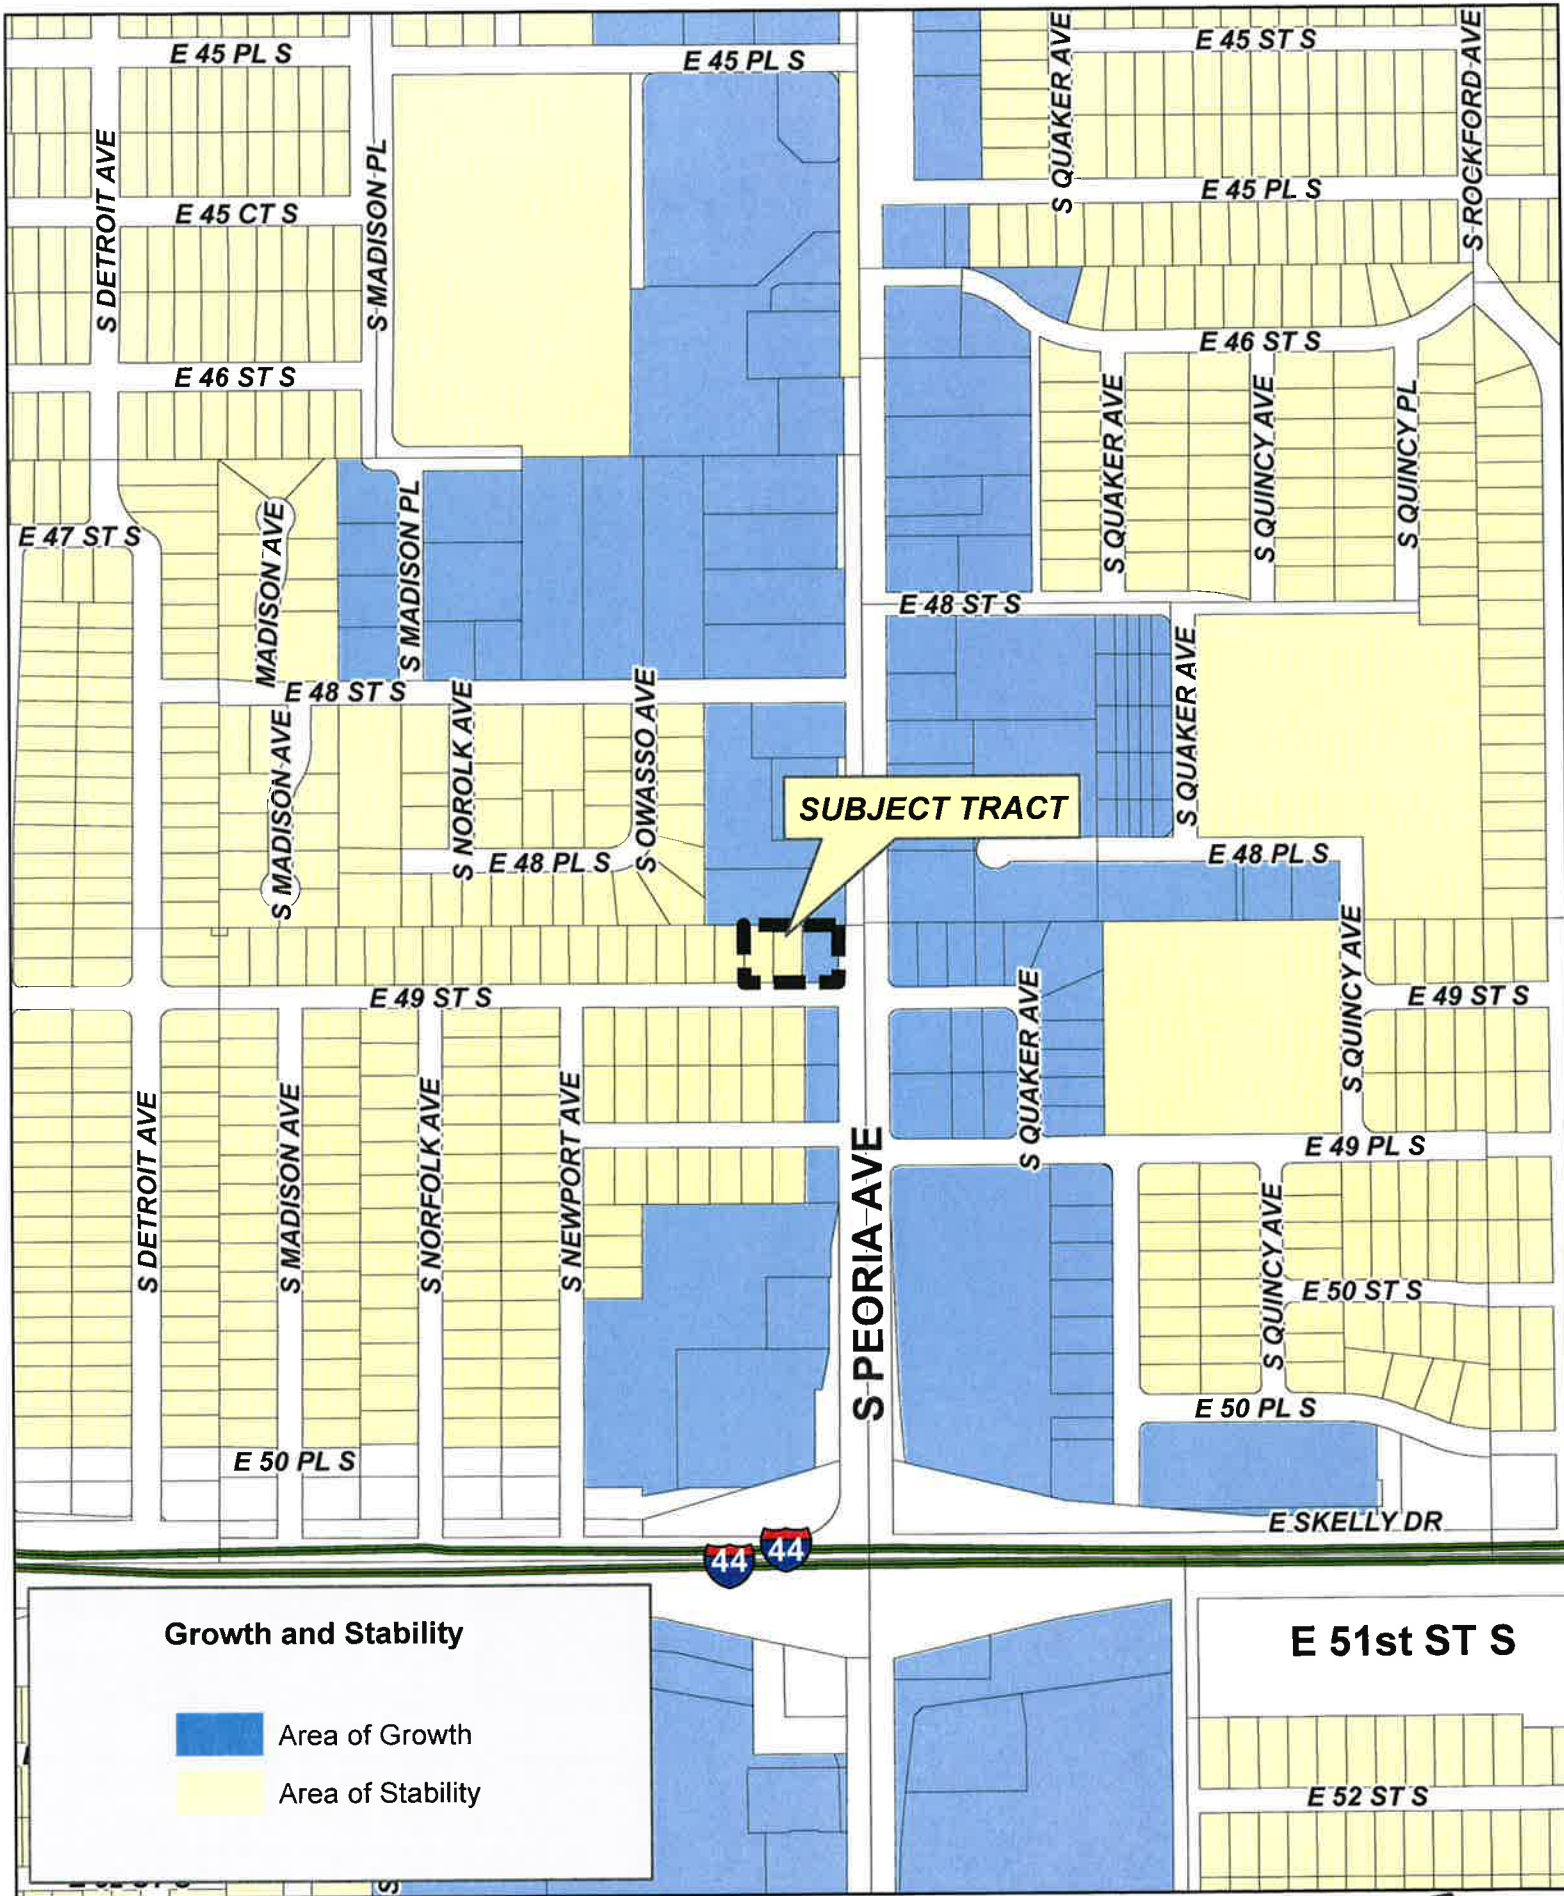 E 45 PL S
E 45 PL S
E 45 ST S
S QUAKER AVE
S ROCKFORD AVE
S DETROIT AVE
S MADISON PL
E 45 PL S
E 45 CT S
E 46 ST S
E 46 ST S
S QUAKER AVE
S QUINCY AVE
S QUINCY PL
E 47 ST S
MADISON AVE
S MADISON PL
E 48 ST S
E 48 ST S
S MADISON AVE
S NOROLK AVE
S OWASSO AVE
S QUAKER AVE
SUBJECT TRACT
E 48 PL S
E 48 PL S
E 49 ST S
S QUAKER AVE
S QUINCY AVE
E 49 ST S
S DETROIT AVE
S MADISON AVE
S NORFOLK AVE
S NEWPORT AVE
S PEORIA AVE
E 49 PL S
S QUINCY AVE
E 50 ST S
E 50 PL S
E 50 PL S
E SKELLY DR
44
44
Growth and Stability
Area of Growth
Area of Stability
E 51st ST S
E 52 ST S